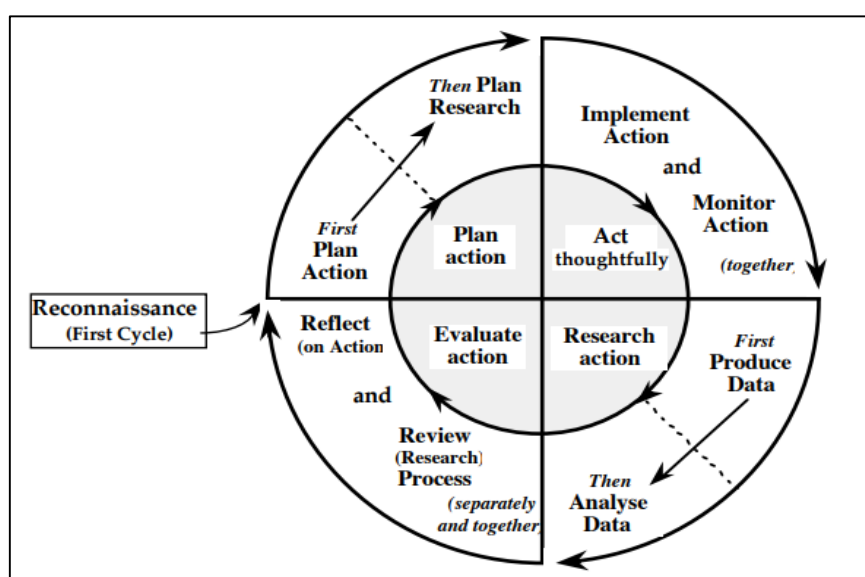 Then Plan
Research
First
Plan
Action
Implement
Action
and
Monitor
Action
(together)
Plan
action
Act
thoughtfully
Reconnaissance
(First Cycle)
Reflect
(on Action
and
Review
(Research)
Process
(separately
and together)
Evaluate
action
Research
action
First
Produce
Data
Then
Analyse
Data